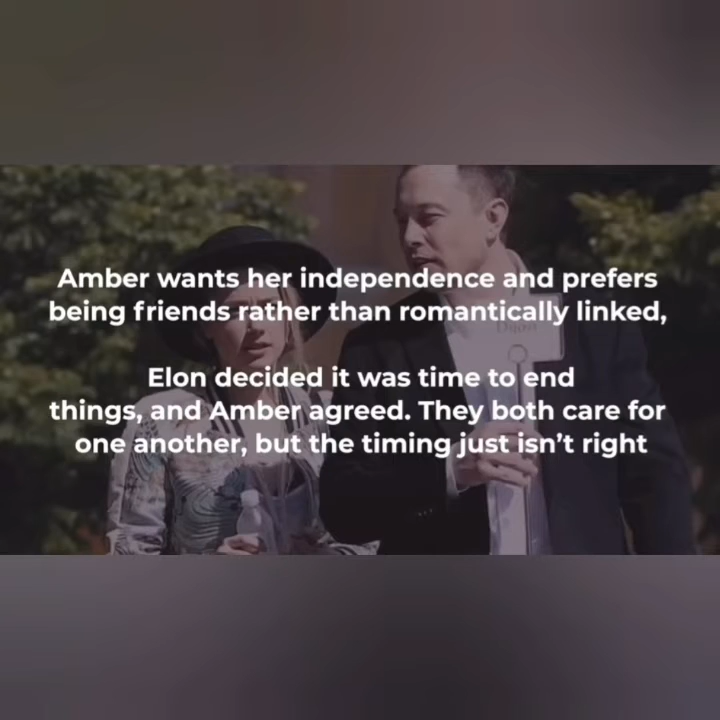 Amber wants her independence and prefers
being friends rather than romantically linked,
Elon decided it was time to end
things, and Amber agreed. They both care for
one another, but the timing just isn’t right